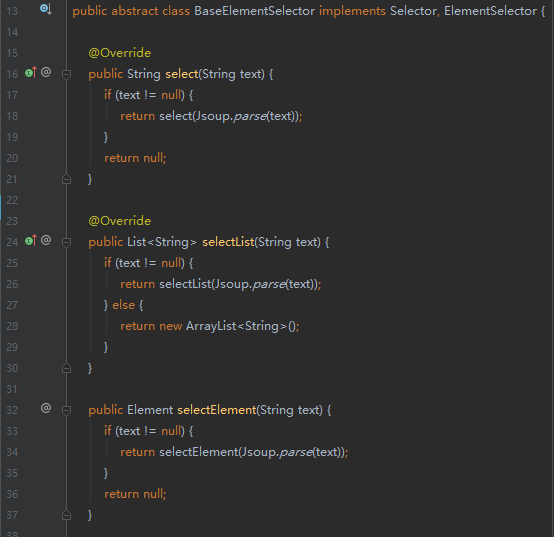 13 public abstract class BaseElementSelector implements Selector, ElementSelector {
14
15 @Override
16 @ public String select(String text) {
17 if (text != null) {
18 return select(Jsoup.parse(text));
19 }
20 return null;
21 }
22
23 @Override
24 @ public List<String> selectList(String text) {
25 if (text != null) {
26 return selectList(Jsoup.parse(text));
27 } else {
28 return new ArrayList<String>();
29 }
30 }
31
32 @ public Element selectElement(String text) {
33 if (text != null) {
34 return selectElement(Jsoup.parse(text));
35 }
36 return null;
37 }
38